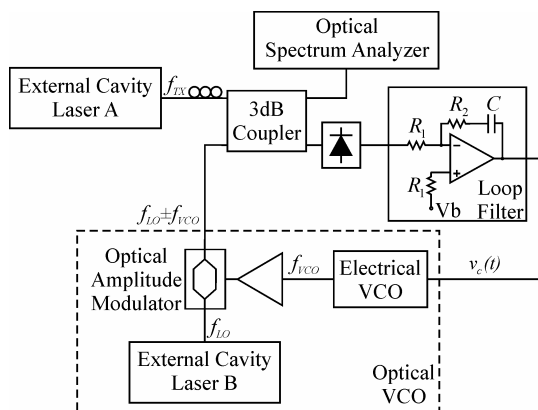 Optical
Spectrum Analyzer
External Cavity
Laser A
f_TX
3dB
Coupler
R_1
R_2
C
−
+
R_1
Vb
Loop
Filter
f_LO±f_VCO
Optical
Amplitude
Modulator
f_VCO
Electrical
VCO
v_c(t)
f_LO
External Cavity
Laser B
Optical
VCO